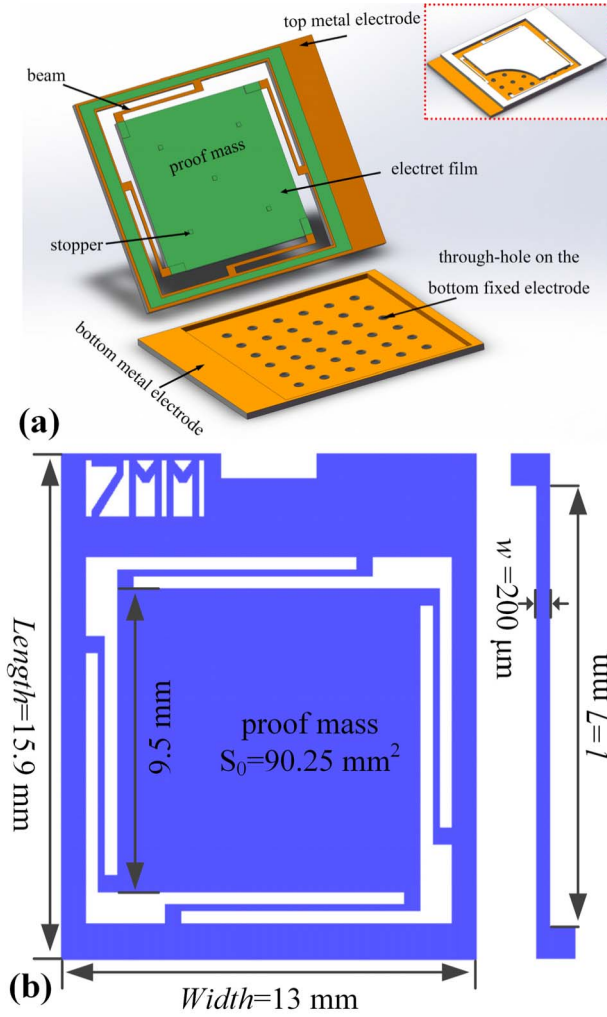 top metal electrode
beam
proof mass
electret film
stopper
through-hole on the
bottom fixed electrode
bottom metal electrode
(a)
7MM
Length=15.9 mm
9.5 mm
proof mass
S₀=90.25 mm²
w=200 μm
l=7 mm
Width=13 mm
(b)